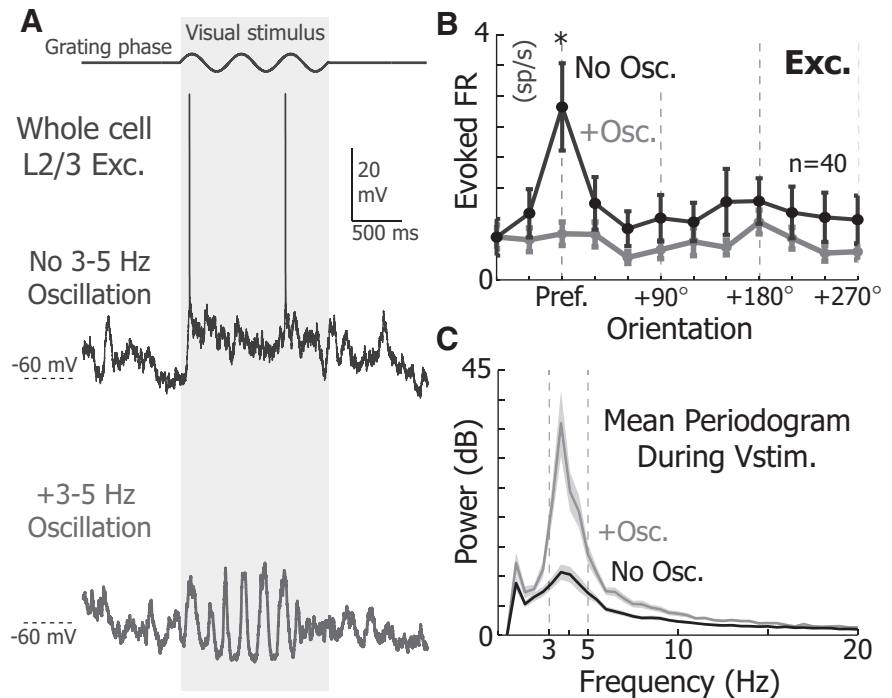 A
Visual stimulus
Grating phase
Whole cell
L2/3 Exc.
20
mV
500 ms
No 3-5 Hz
Oscillation
-60 mV
+3-5 Hz
Oscillation
-60 mV
B
4
*
No Osc.
Exc.
(sp/s)
Evoked FR
+Osc.
n=40
0
Pref.
+90°
+180°
+270°
Orientation
C
45
Mean Periodogram
During Vstim.
Power (dB)
+Osc.
No Osc.
0
3
5
10
20
Frequency (Hz)